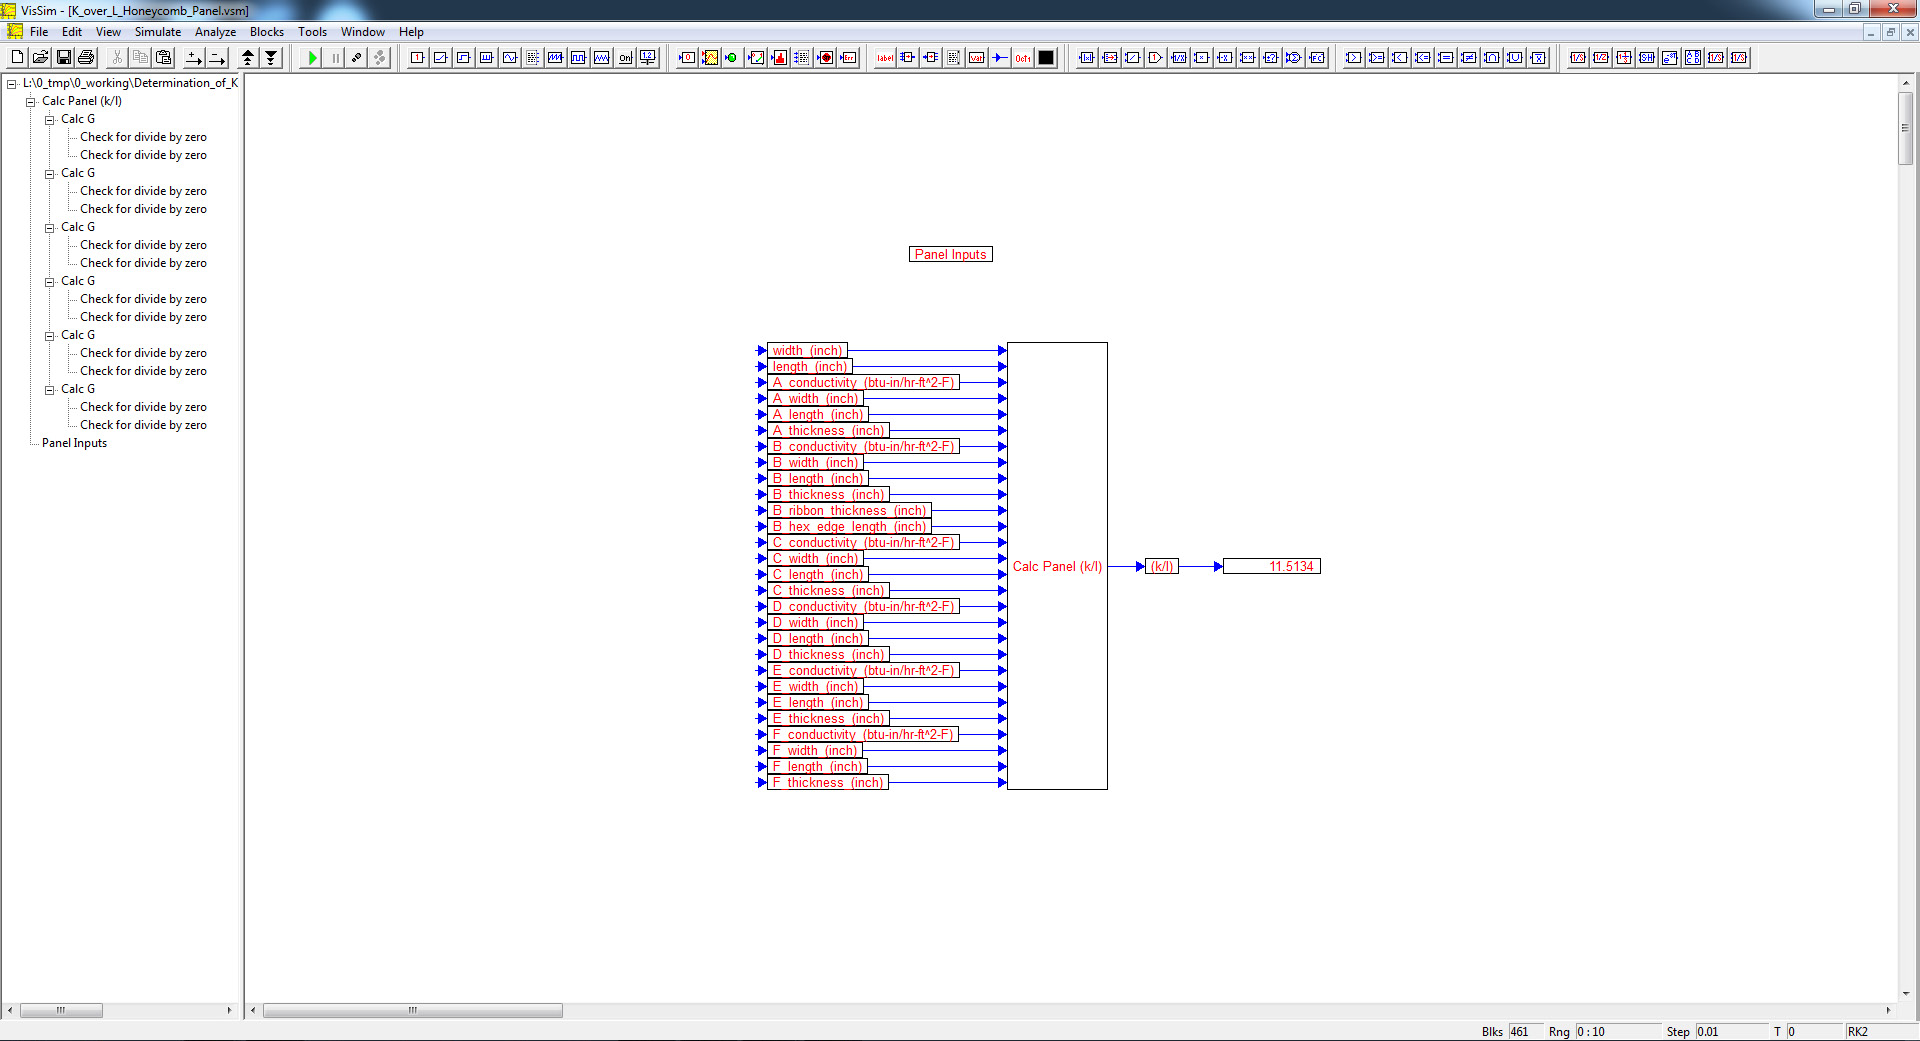 VisSim - [K_over_L_Honeycomb_Panel.vsm]
File Edit View Simulate Analyze Blocks Tools Window Help
L:\0_tmp\0_working\Determination_of_K
Calc Panel (k/l)
Calc G
Check for divide by zero
Check for divide by zero
Calc G
Check for divide by zero
Check for divide by zero
Calc G
Check for divide by zero
Check for divide by zero
Calc G
Check for divide by zero
Check for divide by zero
Calc G
Check for divide by zero
Check for divide by zero
Calc G
Check for divide by zero
Check for divide by zero
Panel Inputs
Panel Inputs
width (inch)
length (inch)
A conductivity (btu-in/hr-ft^2-F)
A width (inch)
A length (inch)
A thickness (inch)
B conductivity (btu-in/hr-ft^2-F)
B width (inch)
B length (inch)
B thickness (inch)
B ribbon thickness (inch)
B hex edge length (inch)
C conductivity (btu-in/hr-ft^2-F)
C width (inch)
C length (inch)
C thickness (inch)
D conductivity (btu-in/hr-ft^2-F)
D width (inch)
D length (inch)
D thickness (inch)
E conductivity (btu-in/hr-ft^2-F)
E width (inch)
E length (inch)
E thickness (inch)
F conductivity (btu-in/hr-ft^2-F)
F width (inch)
F length (inch)
F thickness (inch)
Calc Panel (k/l)
(k/l)
11.5134
Blks 461 Rng 0 : 10 Step 0.01 T 0 RK2